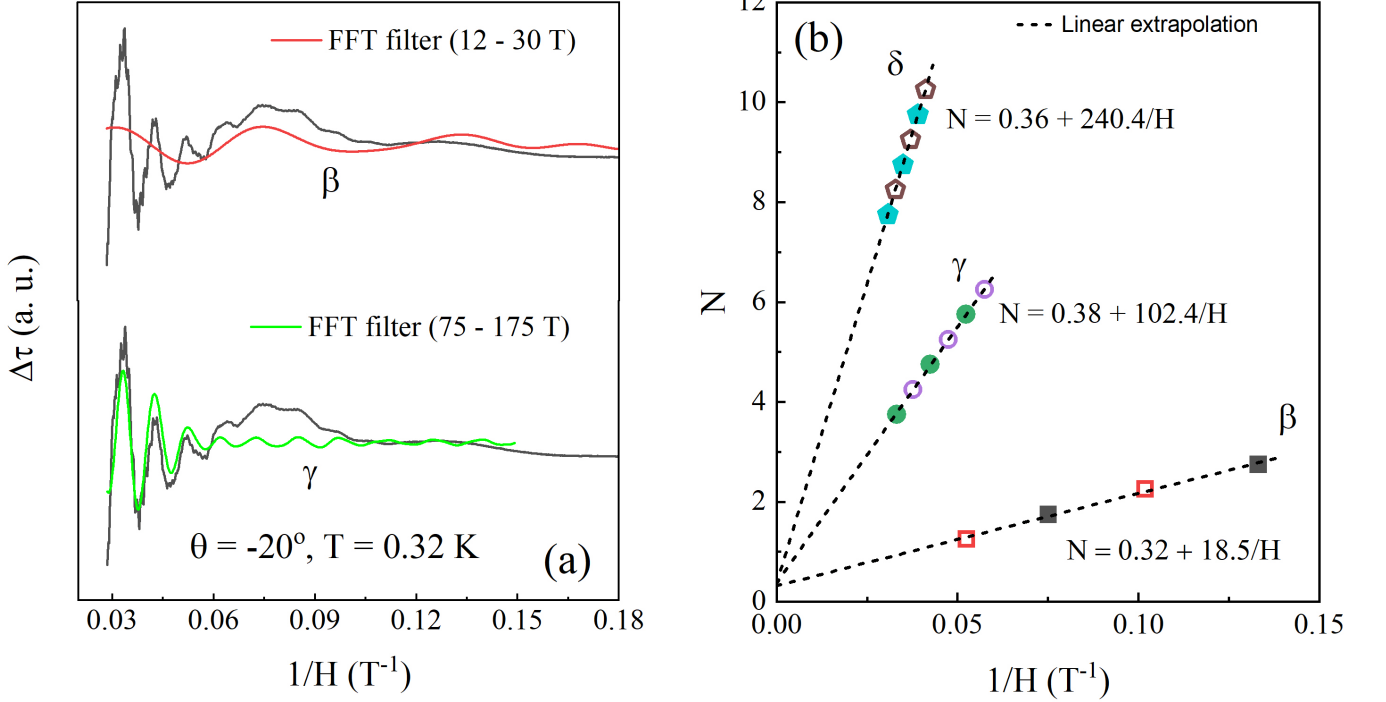 FFT filter (12 - 30 T)
β
FFT filter (75 - 175 T)
γ
θ = -20°, T = 0.32 K
(a)
Δτ (a. u.)
0.03 0.06 0.09 0.12 0.15 0.18
1/H (T⁻¹)
(b)
Linear extrapolation
δ
N = 0.36 + 240.4/H
γ
N = 0.38 + 102.4/H
β
N = 0.32 + 18.5/H
N
12
10
8
6
4
2
0
0.00 0.05 0.10 0.15
1/H (T⁻¹)